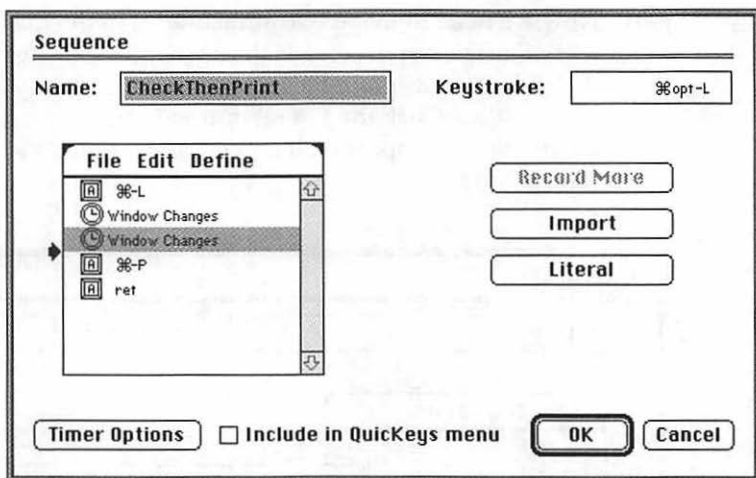 Sequence
Name: CheckThenPrint Keystroke: ⌘opt-L
File Edit Define
⌘-L
Window Changes
Window Changes
⌘-P
ret
Record More
Import
Literal
Timer Options Include in QuicKeys menu OK Cancel